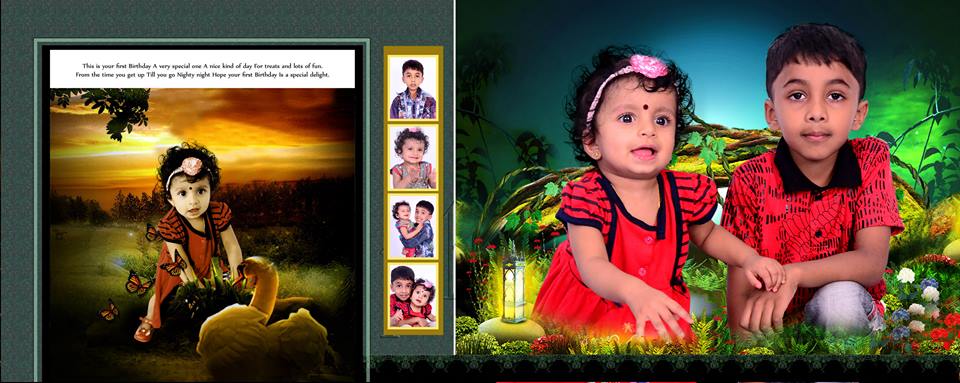 This is your first Birthday A very special one A nice kind of day For treats and lots of fun.
From the time you get up Till you go Nighty night Hope your first Birthday Is a special delight.